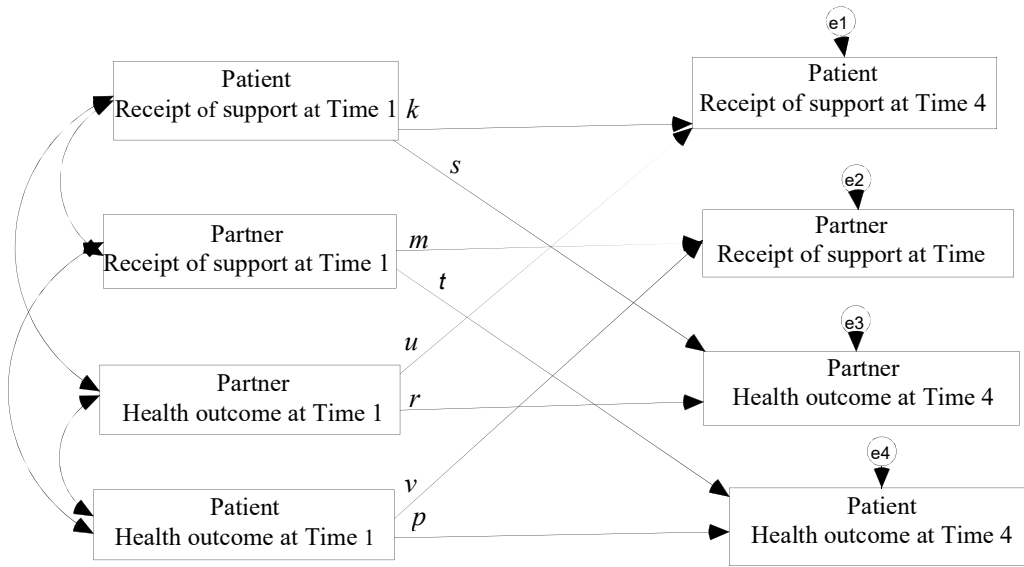 e1
Patient
Receipt of support at Time 1
k
Patient
Receipt of support at Time 4
s
e2
Partner
Receipt of support at Time 1
m
Partner
Receipt of support at Time
t
e3
u
Partner
Health outcome at Time 1
r
Partner
Health outcome at Time 4
e4
v
Patient
Health outcome at Time 1
p
Patient
Health outcome at Time 4